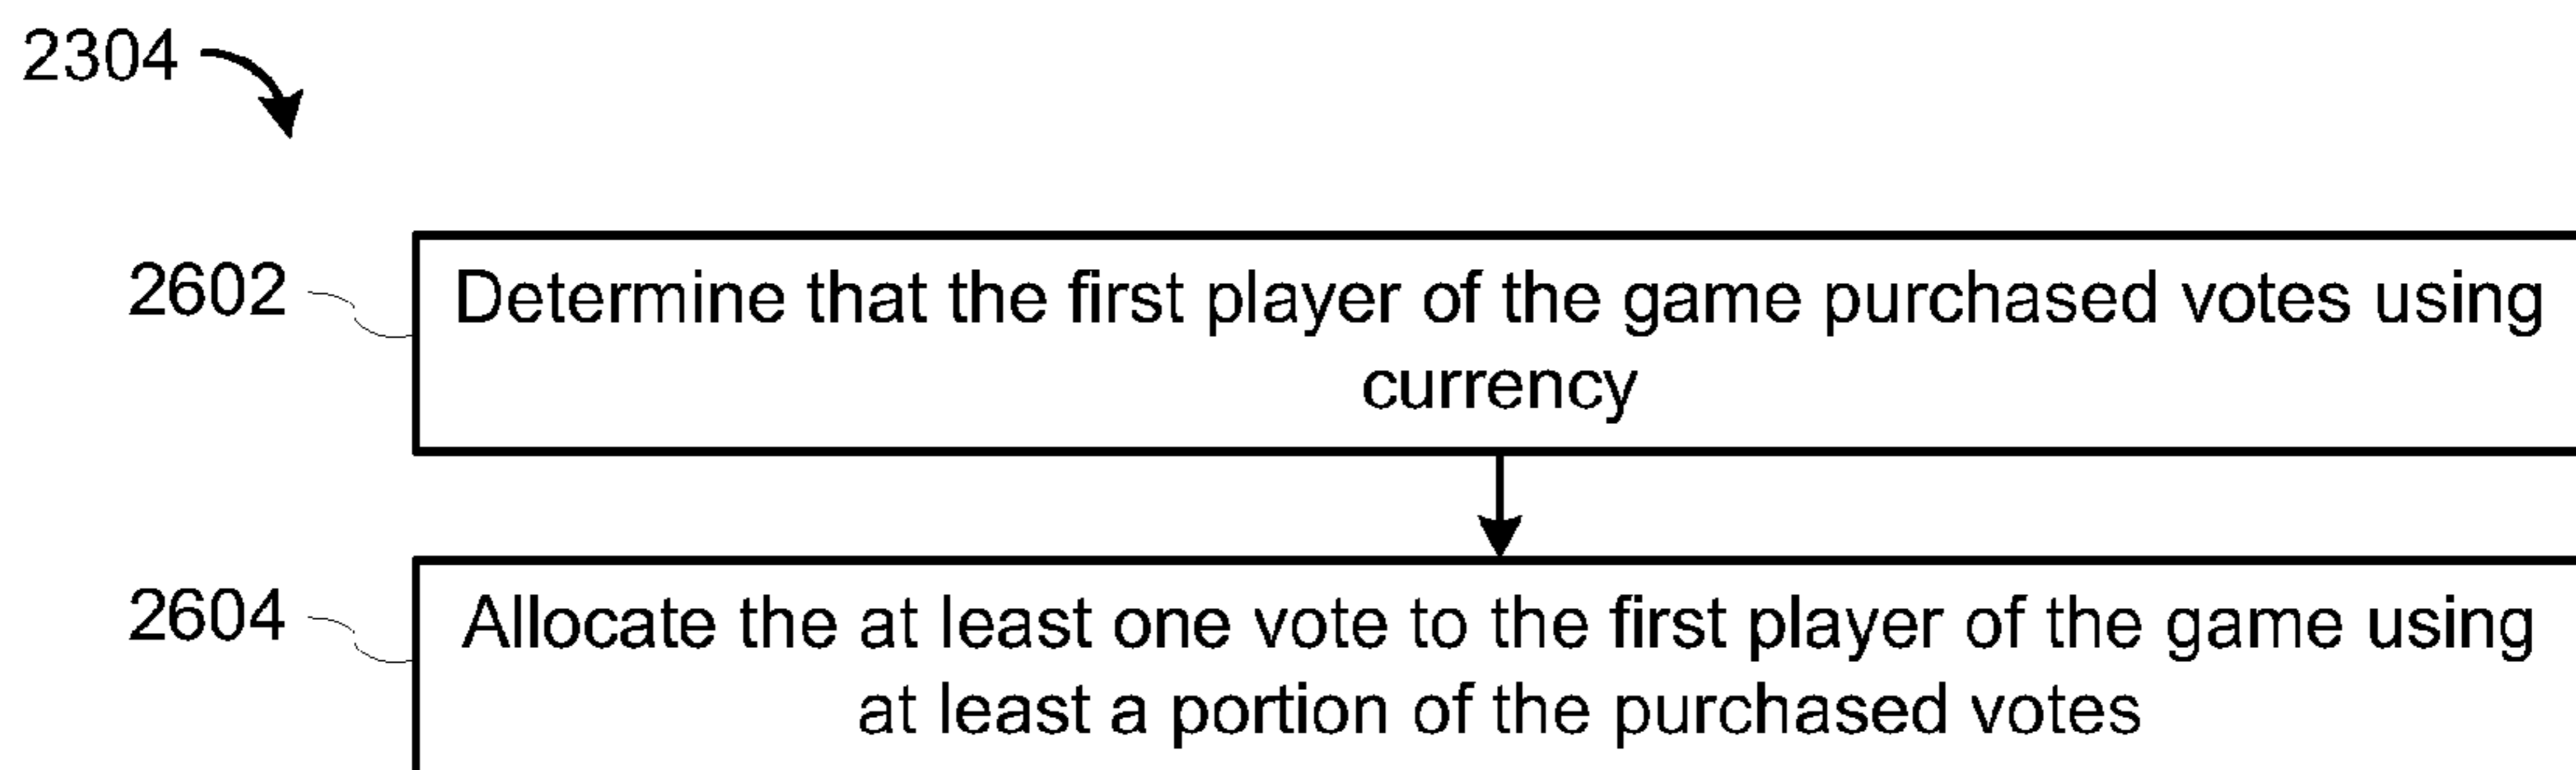 2304
2602
Determine that the first player of the game purchased votes using
currency
2604
Allocate the at least one vote to the first player of the game using
at least a portion of the purchased votes